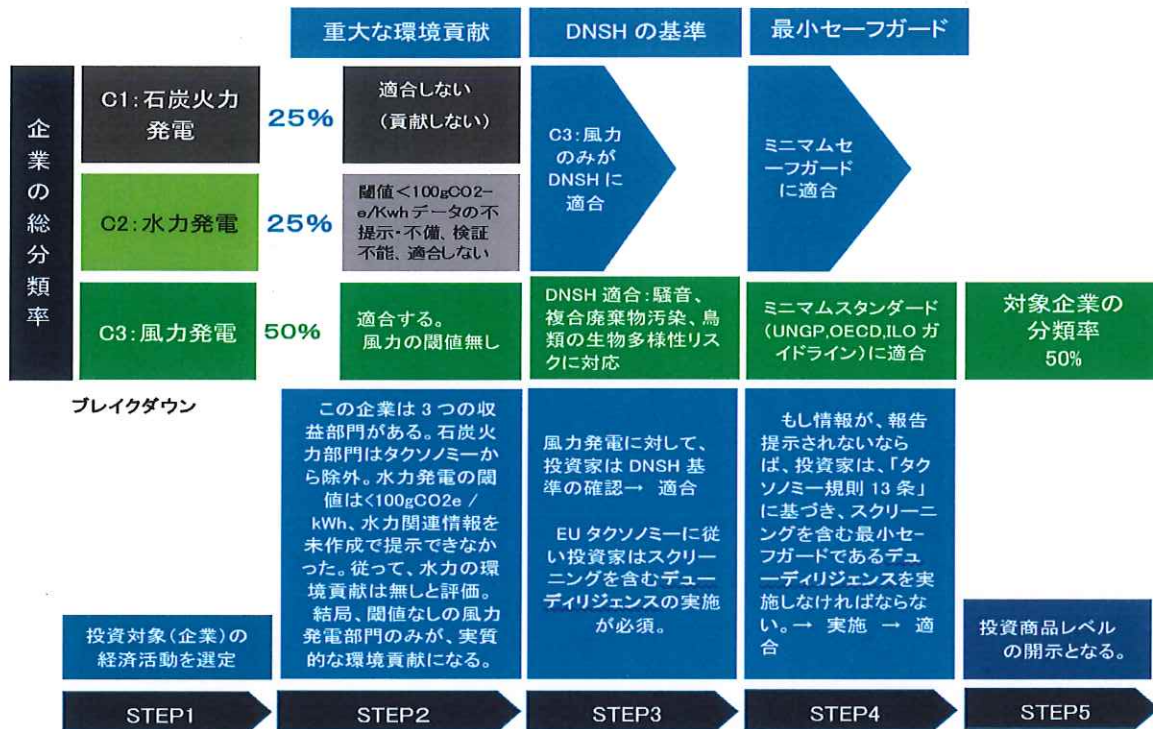 重大な環境貢献
DNSH の基準
最小セーフガード
企業の総分類率
C1:石炭火力
発電
25%
適合しない
(貢献しない)
C3:風力
のみが
DNSH に
適合
ミニマムセ
ーフガード
に適合
C2:水力発電
25%
閾値<100gCO2-
e/Kwh データの不
提示・不備、検証
不能、適合しない
C3:風力発電
50%
適合する。
風力の閾値無し
DNSH 適合:騒音、
複合廃棄物汚染、鳥
類の生物多様性リス
クに対応
ミニマムスタンダード
(UNGP,OECD,ILO ガ
イドライン)に適合
対象企業の
分類率
50%
ブレイクダウン
この企業は 3 つの収
益部門がある。石炭火
力部門はタクソノミーか
ら除外。水力発電の閾
値は<100gCO2e /
kWh、水力関連情報を
未作成で提示できなか
った。従って、水力の環
境貢献は無しと評価。
結局、閾値なしの風力
発電部門のみが、実質
的な環境貢献になる。
風力発電に対して、
投資家は DNSH 基
準の確認→ 適合
EU タクソノミーに従
い投資家はスクリー
ニングを含むデュー
ディリジェンスの実施
が必須。
もし情報が、報告
提示されないなら
ば、投資家は、「タク
ソノミー規則 13 条」
に基づき、スクリーニ
ングを含む最小セー
フガードであるデュ
ーディリジェンスを実
施しなければならな
い。→ 実施 → 適
合
投資対象(企業)の
経済活動を選定
投資商品レベル
の開示となる。
STEP1
STEP2
STEP3
STEP4
STEP5